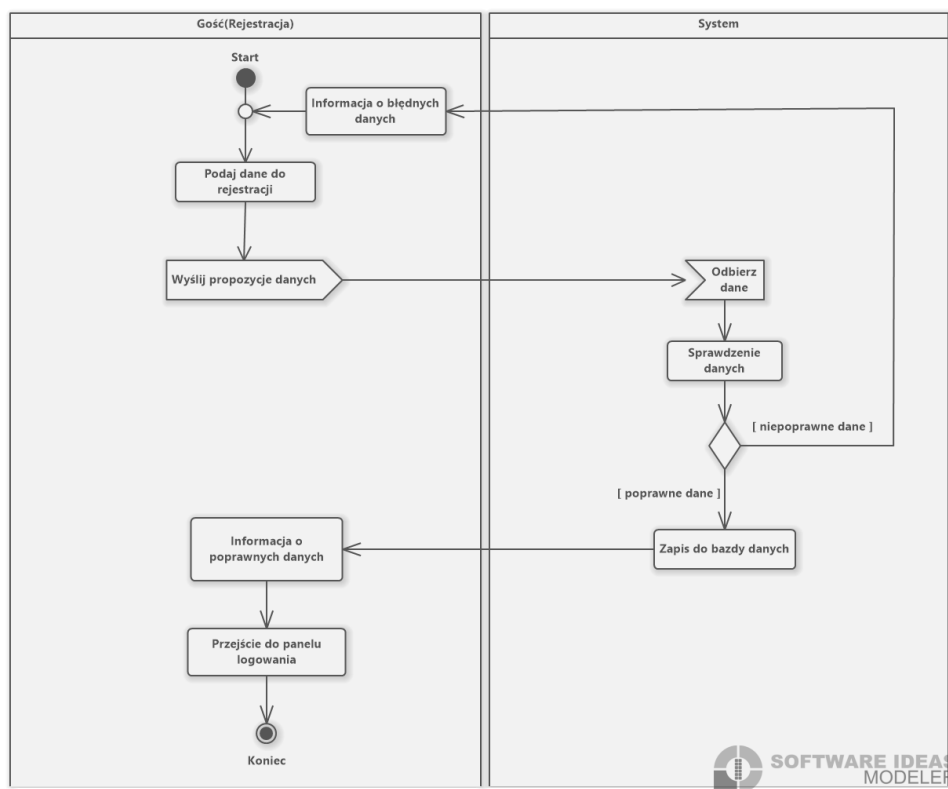 Gość(Rejestracja)
System
Start
Informacja o błędnych
danych
Podaj dane do
rejestracji
Wyślij propozycje danych
Odbierz
dane
Sprawdzenie
danych
[ niepoprawne dane ]
[ poprawne dane ]
Zapis do bazdy danych
Informacja o
poprawnych danych
Przejście do panelu
logowania
Koniec
SOFTWARE IDEAS
MODELER